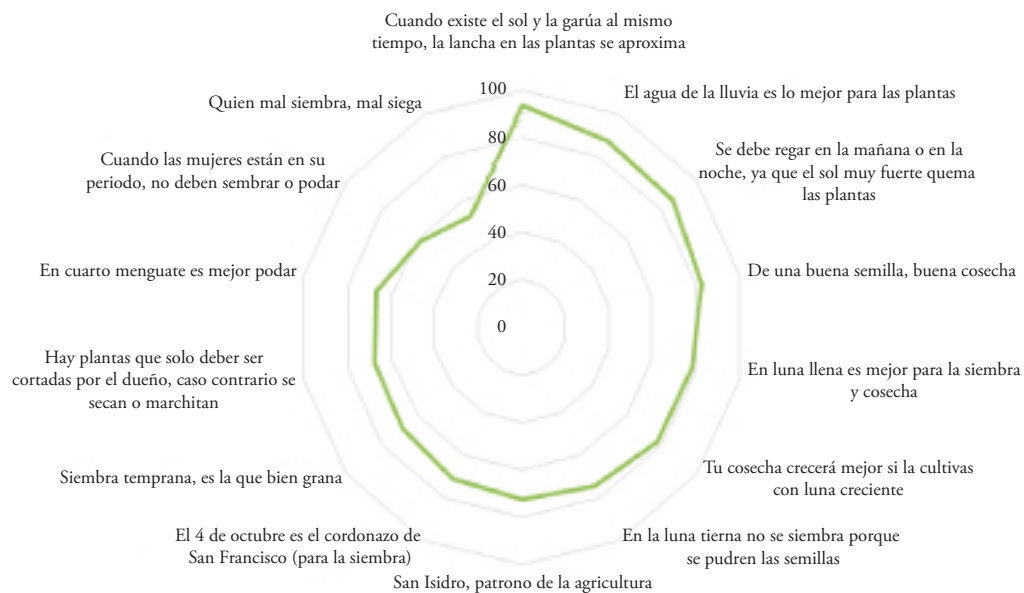 Cuando existe el sol y la garúa al mismo
tiempo, la lancha en las plantas se aproxima
El agua de la lluvia es lo mejor para las plantas
Se debe regar en la mañana o en la
noche, ya que el sol muy fuerte quema
las plantas
De una buena semilla, buena cosecha
En luna llena es mejor para la siembra
y cosecha
Tu cosecha crecerá mejor si la cultivas
con luna creciente
En la luna tierna no se siembra porque
se pudren las semillas
San Isidro, patrono de la agricultura
El 4 de octubre es el cordonazo de
San Francisco (para la siembra)
Siembra temprana, es la que bien grana
Hay plantas que solo deber ser
cortadas por el dueño, caso contrario se
secan o marchitan
En cuarto menguate es mejor podar
Cuando las mujeres están en su
periodo, no deben sembrar o podar
Quien mal siembra, mal siega
100
80
60
40
20
0